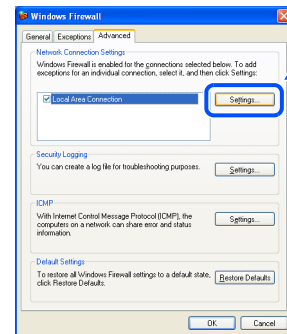 Windows Firewall
General Exceptions Advanced
Network Connection Settings
Windows Firewall is enabled for the connections selected below. To add
exceptions for an individual connection, select it, and then click Settings:
Local Area Connection
Settings...
Security Logging
You can create a log file for troubleshooting purposes.
Settings...
ICMP
With Internet Control Message Protocol (ICMP), the
computers on a network can share error and status
information.
Settings...
Default Settings
To restore all Windows Firewall settings to a default state,
click Restore Defaults.
Restore Defaults
OK Cancel